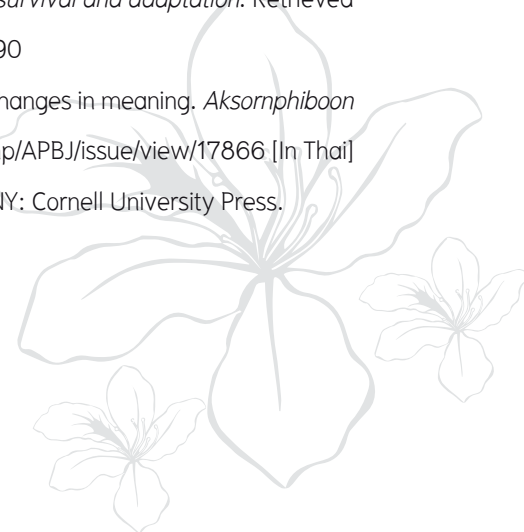 survival and adaptation. Retrieved
90
hanges in meaning. Aksornphiboon
p/APBJ/issue/view/17866 [In Thai]
NY: Cornell University Press.